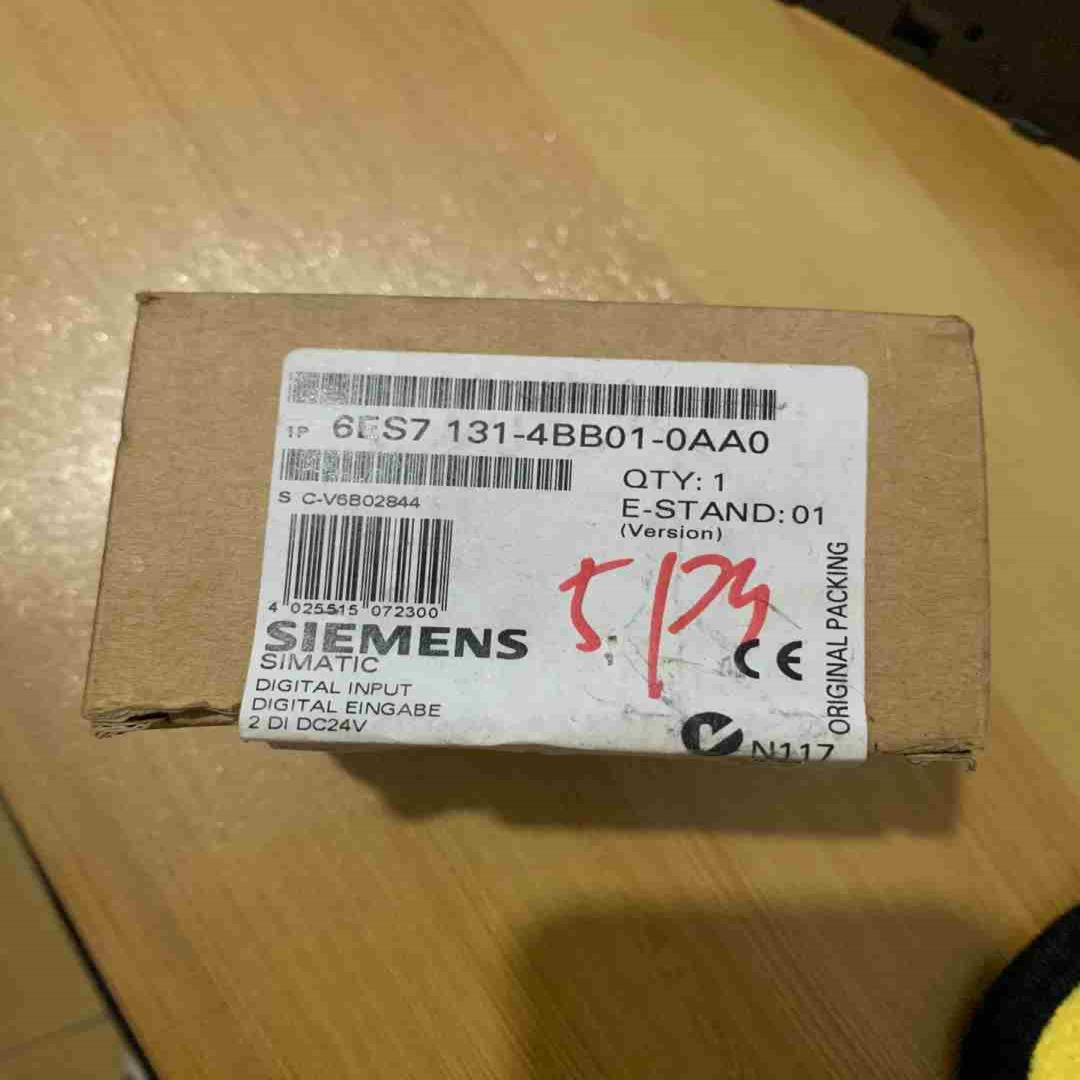 1P 6ES7 131-4BB01-0AA0
S C-V6B02844
QTY: 1
E-STAND: 01
(Version)
4 025515 072300
SIEMENS
SIMATIC
DIGITAL INPUT
DIGITAL EINGABE
2 DI DC24V
CE
N117
ORIGINAL PACKING